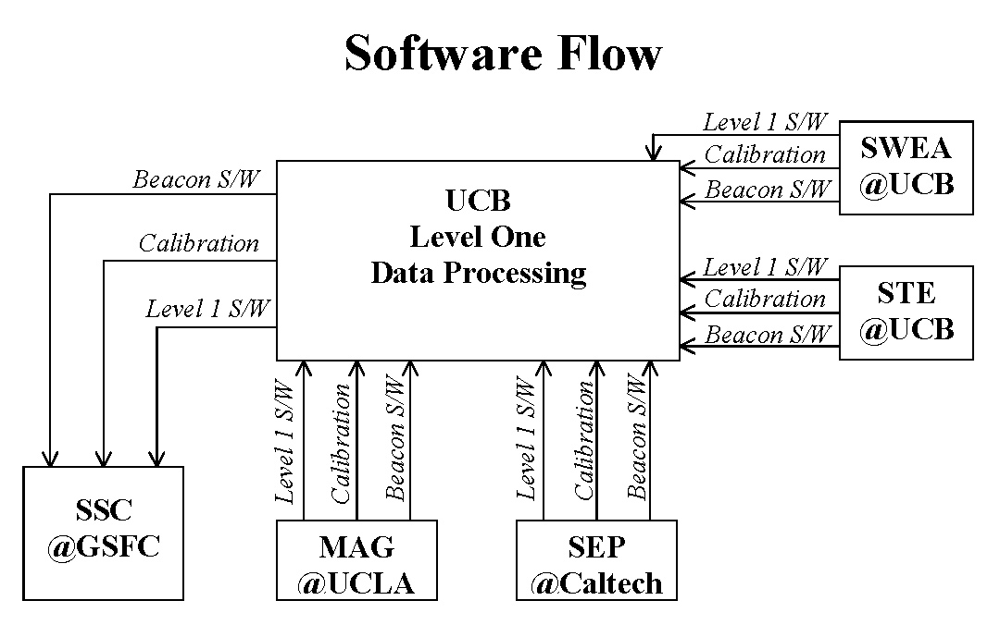 Software Flow
Level 1 S/W
Calibration
Beacon S/W
SWEA
@UCB
Beacon S/W
Calibration
Level 1 S/W
UCB
Level One
Data Processing
Level 1 S/W
Calibration
Beacon S/W
STE
@UCB
Level 1 S/W
Calibration
Beacon S/W
Level 1 S/W
Calibration
Beacon S/W
SSC
@GSFC
MAG
@UCLA
SEP
@Caltech